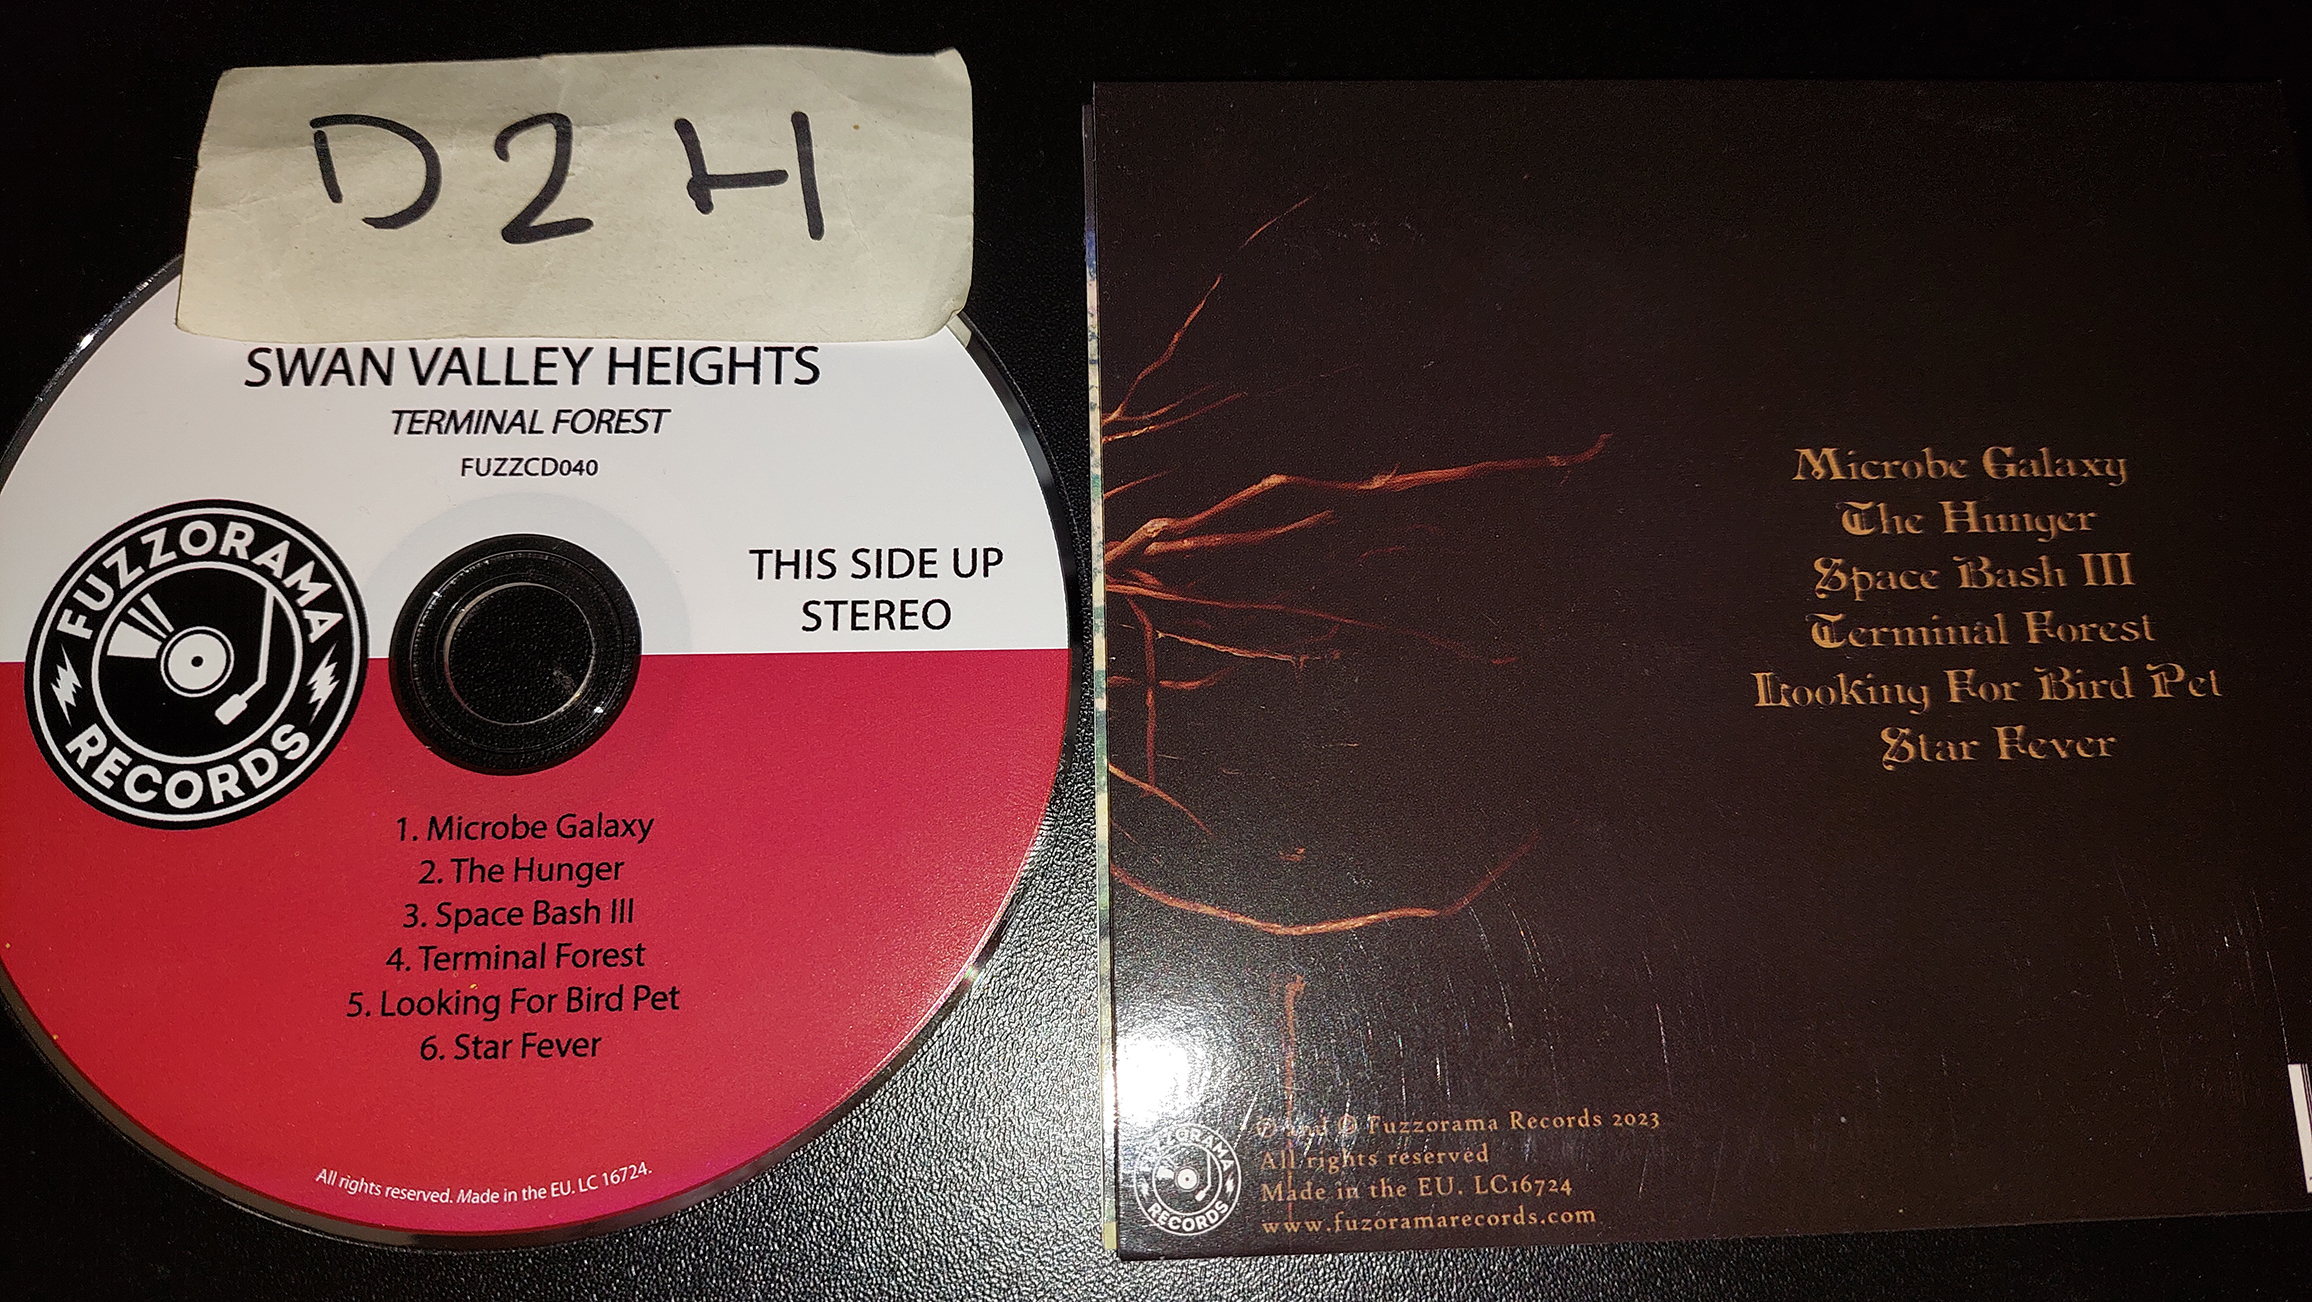 D2H
SWAN VALLEY HEIGHTS
TERMINAL FOREST
FUZZCD040
FUZZORAMA
RECORDS
THIS SIDE UP
STEREO
1. Microbe Galaxy
2. The Hunger
3. Space Bash III
4. Terminal Forest
5. Looking For Bird Pet
6. Star Fever
All rights reserved. Made in the EU. LC 16724.
Microbe Galaxy
The Hunger
Space Bash III
Terminal Forest
Looking For Bird Pet
Star Fever
FUZZORAMA
RECORDS
℗ and © Fuzzorama Records 2023
All rights reserved
Made in the EU. LC16724
www.fuzoramarecords.com